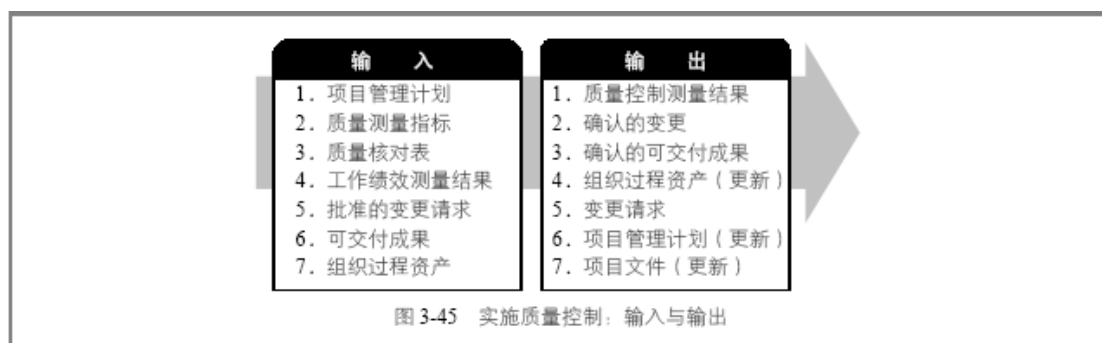 输 入
1. 项目管理计划
2. 质量测量指标
3. 质量核对表
4. 工作绩效测量结果
5. 批准的变更请求
6. 可交付成果
7. 组织过程资产
输 出
1. 质量控制测量结果
2. 确认的变更
3. 确认的可交付成果
4. 组织过程资产（更新）
5. 变更请求
6. 项目管理计划（更新）
7. 项目文件（更新）
图 3-45 实施质量控制：输入与输出